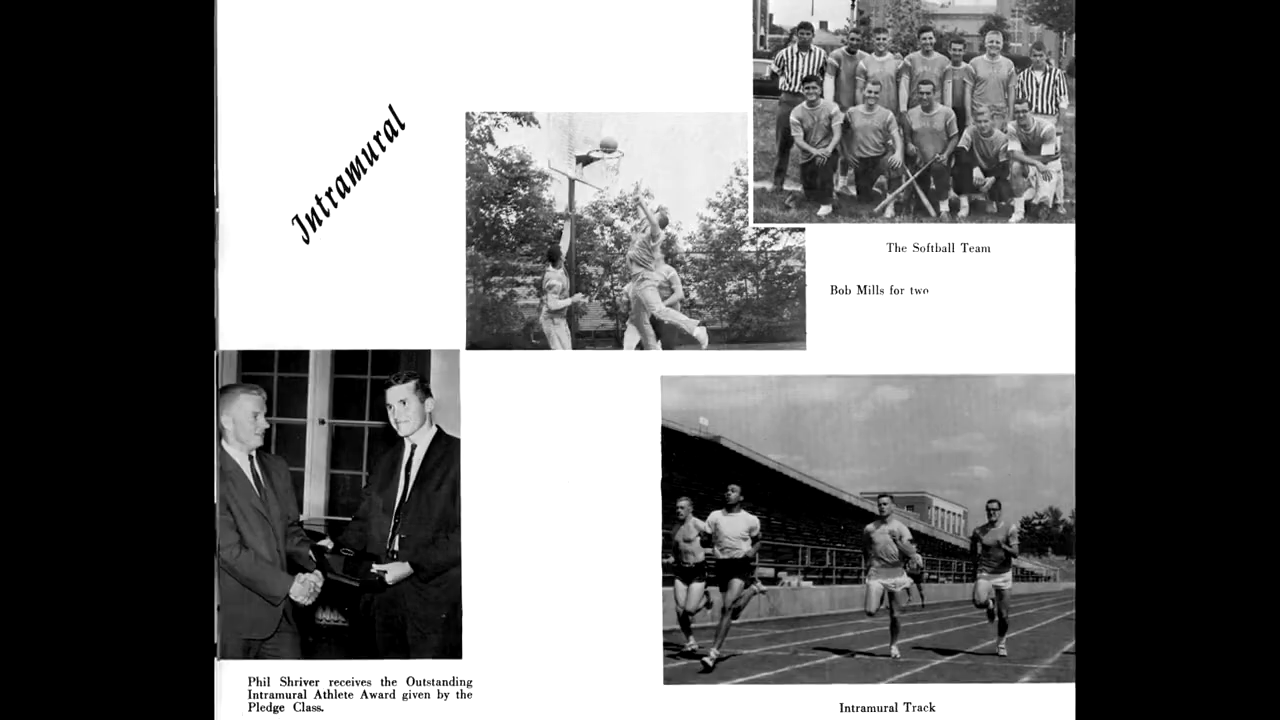 Intramural
The Softball Team
Bob Mills for two
Phil Shriver receives the Outstanding
Intramural Athlete Award given by the
Pledge Class.
Intramural Track